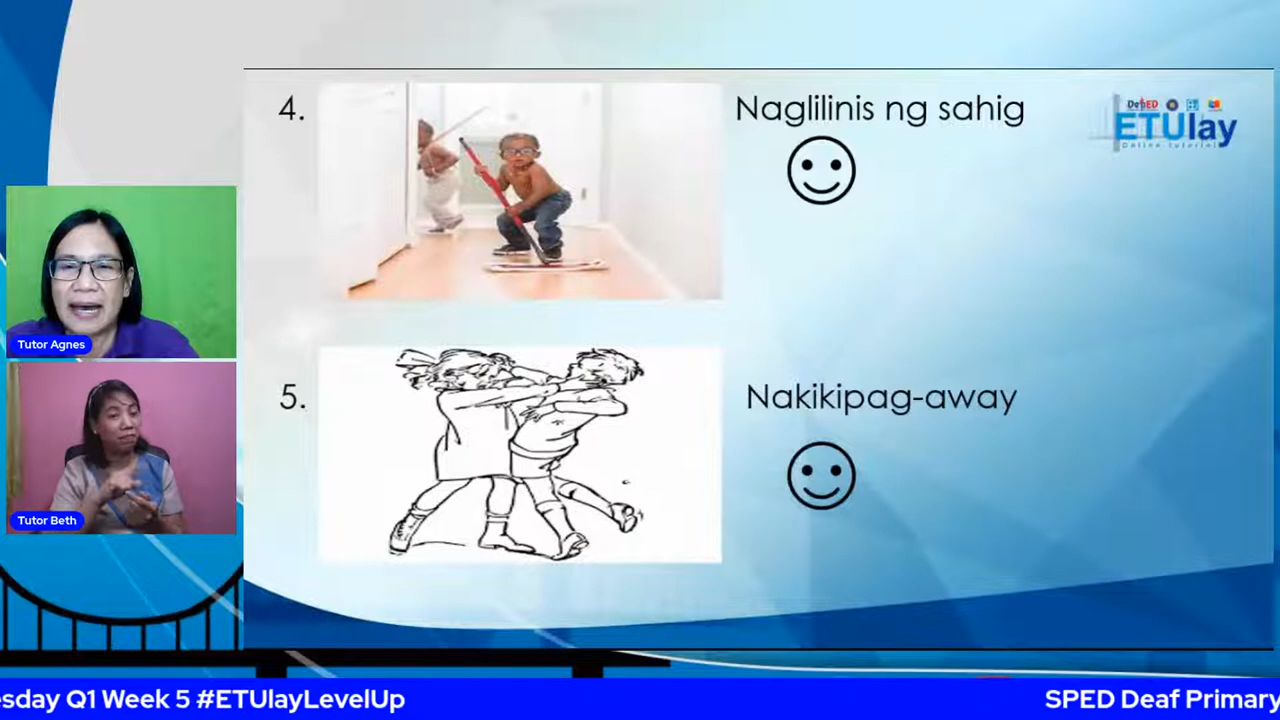 4.
Naglilinis ng sahig
DepED
ETUlay
Online tutorial
Tutor Agnes
5.
Nakikipag-away
Tutor Beth
esday Q1 Week 5 #ETUlayLevelUp
SPED Deaf Primary